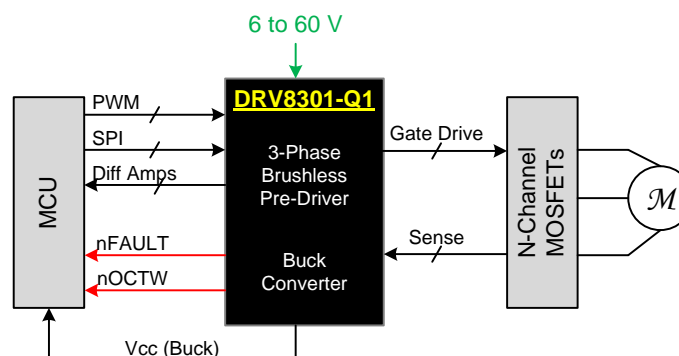 6 to 60 V
DRV8301-Q1
PWM
SPI
Diff Amps
nFAULT
nOCTW
MCU
3-Phase
Brushless
Pre-Driver
Buck
Converter
Gate Drive
Sense
N-Channel
MOSFETs
M
Vcc (Buck)